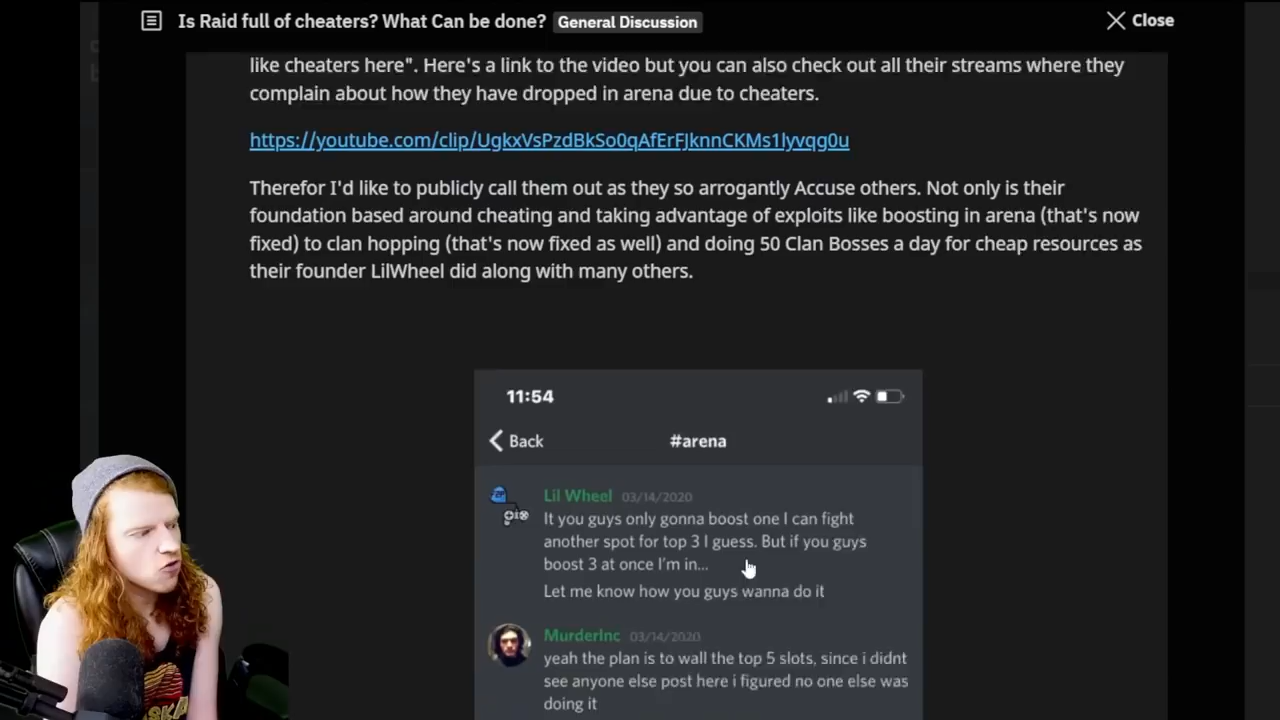 Is Raid full of cheaters? What Can be done? General Discussion
Close
like cheaters here". Here's a link to the video but you can also check out all their streams where they
complain about how they have dropped in arena due to cheaters.
https://youtube.com/clip/UgkxVsPzdBkSo0qAfErFJknnCKMs1lyvqg0u
Therefor I'd like to publicly call them out as they so arrogantly Accuse others. Not only is their
foundation based around cheating and taking advantage of exploits like boosting in arena (that's now
fixed) to clan hopping (that's now fixed as well) and doing 50 Clan Bosses a day for cheap resources as
their founder LilWheel did along with many others.
11:54
Back
#arena
Lil Wheel 03/14/2020
It you guys only gonna boost one I can fight
another spot for top 3 I guess. But if you guys
boost 3 at once I'm in...
Let me know how you guys wanna do it
MurderInc 03/14/2020
yeah the plan is to wall the top 5 slots, since i didnt
see anyone else post here i figured no one else was
doing it